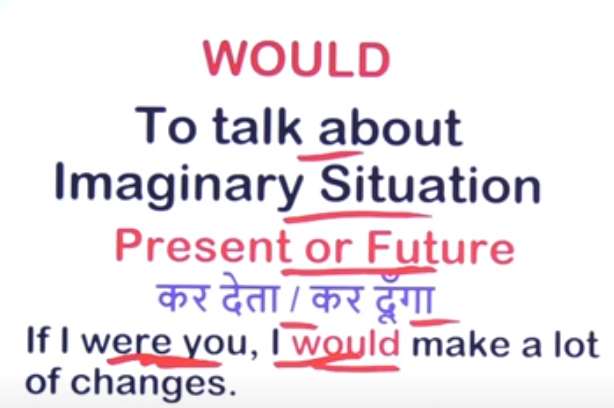 WOULD
To talk about
Imaginary Situation
Present or Future
कर देता / कर दूँगा
If I were you, I would make a lot
of changes.